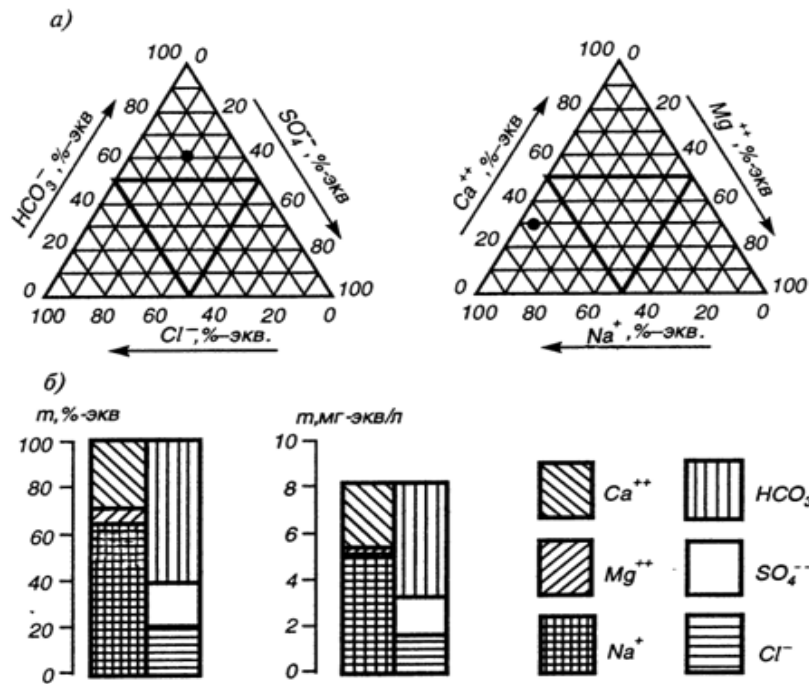 а)
100 0
80 20
60 40
40 60
20 80
0 100
100 80 60 40 20 0
HCO₃⁻, %-экв
SO₄⁻⁻, %-экв
Cl⁻, %–экв.
100 0
80 20
60 40
40 60
20 80
0 100
100 80 60 40 20 0
Ca⁺⁺, %-экв
Mg⁺⁺, %-экв
Na⁺, %–экв.
б)
m, %-экв
100
80
60
40
20
0
m, мг-экв/л
10
8
6
4
2
0
Ca⁺⁺ HCO₃
Mg⁺⁺ SO₄⁻⁻
Na⁺ Cl⁻